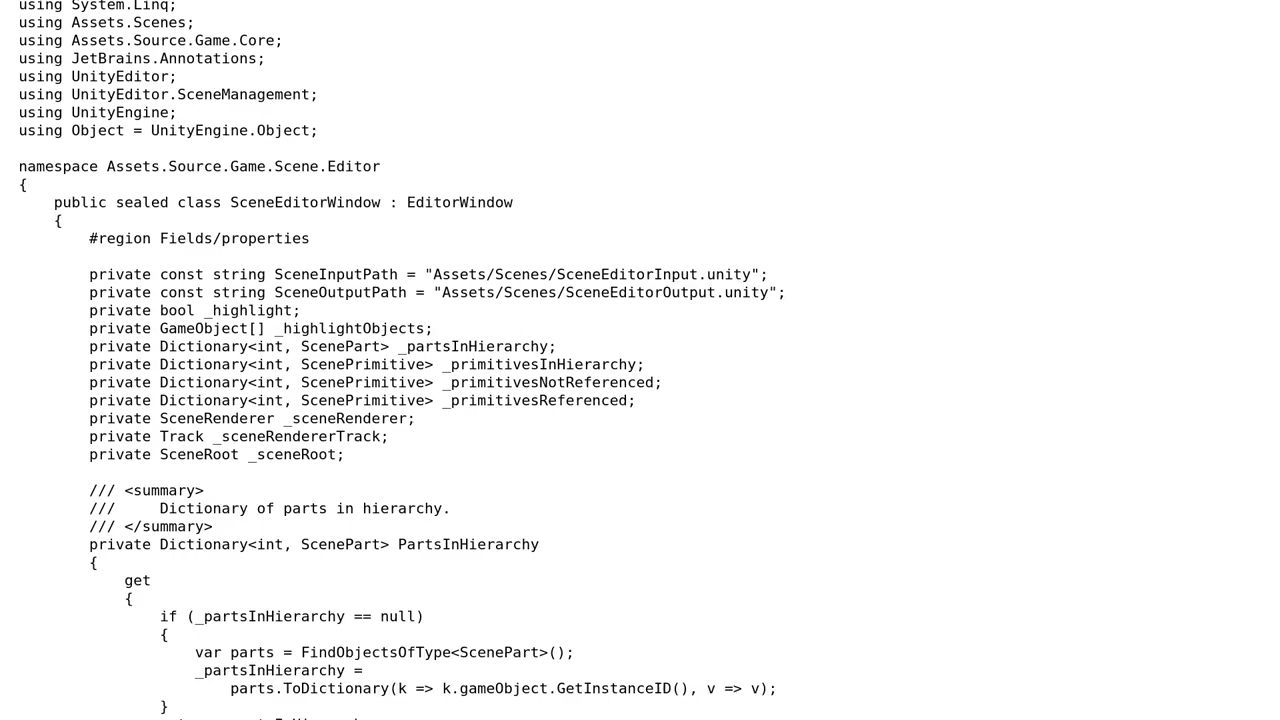 using System.Linq;
using Assets.Scenes;
using Assets.Source.Game.Core;
using JetBrains.Annotations;
using UnityEditor;
using UnityEditor.SceneManagement;
using UnityEngine;
using Object = UnityEngine.Object;

namespace Assets.Source.Game.Scene.Editor
{
    public sealed class SceneEditorWindow : EditorWindow
    {
        #region Fields/properties

        private const string SceneInputPath = "Assets/Scenes/SceneEditorInput.unity";
        private const string SceneOutputPath = "Assets/Scenes/SceneEditorOutput.unity";
        private bool _highlight;
        private GameObject[] _highlightObjects;
        private Dictionary<int, ScenePart> _partsInHierarchy;
        private Dictionary<int, ScenePrimitive> _primitivesInHierarchy;
        private Dictionary<int, ScenePrimitive> _primitivesNotReferenced;
        private Dictionary<int, ScenePrimitive> _primitivesReferenced;
        private SceneRenderer _sceneRenderer;
        private Track _sceneRendererTrack;
        private SceneRoot _sceneRoot;

        /// <summary>
        ///     Dictionary of parts in hierarchy.
        /// </summary>
        private Dictionary<int, ScenePart> PartsInHierarchy
        {
            get
            {
                if (_partsInHierarchy == null)
                {
                    var parts = FindObjectsOfType<ScenePart>();
                    _partsInHierarchy =
                        parts.ToDictionary(k => k.gameObject.GetInstanceID(), v => v);
                }